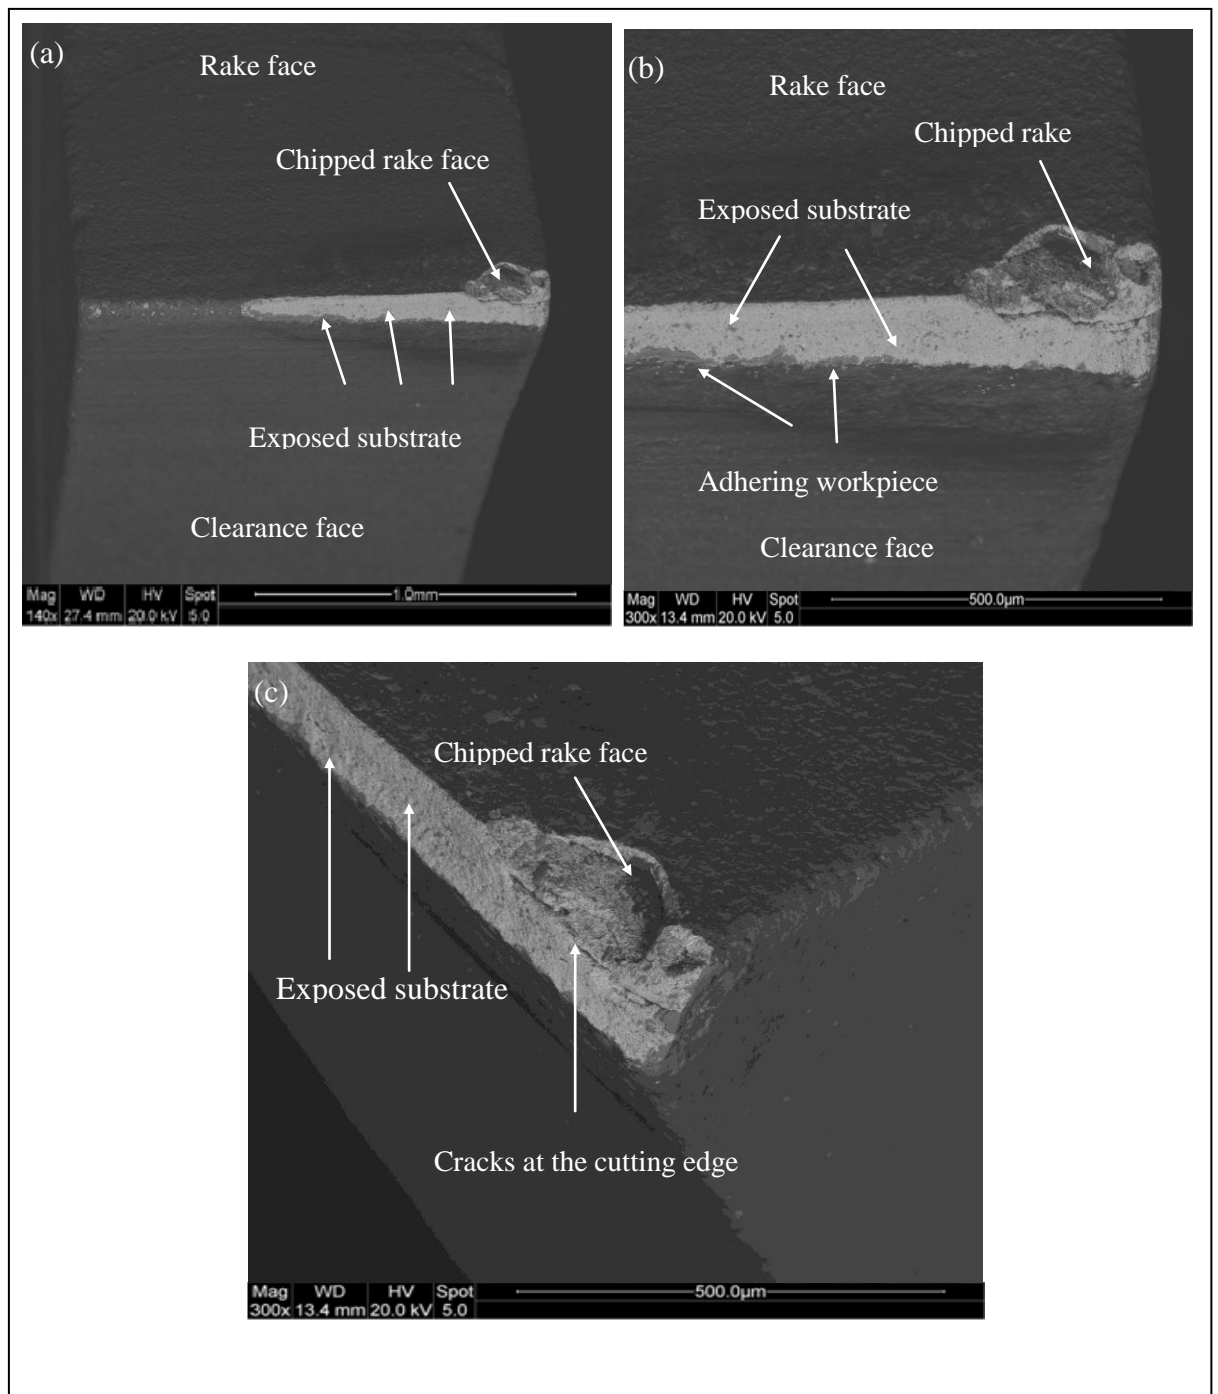 (a)
Rake face
Chipped rake face
Exposed substrate
Clearance face
Mag WD HV Spot
140x 27.4 mm 20.0 kV 5.0
1.0mm
(b)
Rake face
Chipped rake
Exposed substrate
Adhering workpiece
Clearance face
Mag WD HV Spot
300x 13.4 mm 20.0 kV 5.0
500.0µm
(c)
Chipped rake face
Exposed substrate
Cracks at the cutting edge
Mag WD HV Spot
300x 13.4 mm 20.0 kV 5.0
500.0µm